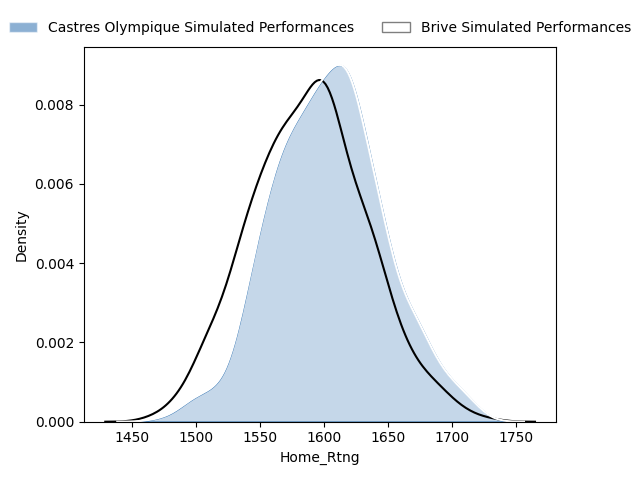 Castres Olympique Simulated Performances Brive Simulated Performances
0.008
0.006
0.004
0.002
0.000
Density
1450 1500 1550 1600 1650 1700 1750
Home_Rtng